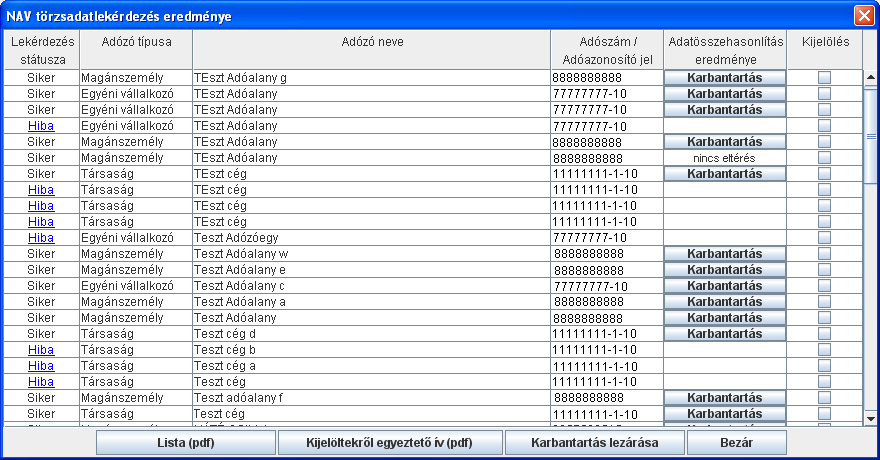 NAV törzsadatlekérdezés eredménye
Lekérdezés státusza Adózó típusa Adózó neve Adószám / Adóazonosító jel Adatösszehasonlítás eredménye Kijelölés
Siker Magánszemély TEszt Adóalany g 8888888888 Karbantartás
Siker Egyéni vállalkozó TEszt Adóalany 77777777-10 Karbantartás
Siker Egyéni vállalkozó TEszt Adóalany 77777777-10 Karbantartás
Hiba Egyéni vállalkozó TEszt Adóalany 77777777-10
Siker Magánszemély TEszt Adóalany 8888888888 Karbantartás
Siker Magánszemély TEszt Adóalany 8888888888 nincs eltérés
Siker Társaság TEszt cég 11111111-1-10 Karbantartás
Hiba Társaság TEszt cég 11111111-1-10
Hiba Társaság TEszt cég 11111111-1-10
Hiba Társaság TEszt cég 11111111-1-10
Hiba Egyéni vállalkozó Teszt Adózóegy 77777777-10
Siker Magánszemély Teszt Adóalany w 8888888888 Karbantartás
Siker Magánszemély Teszt Adóalany e 8888888888 Karbantartás
Siker Egyéni vállalkozó Teszt Adóalany c 77777777-10 Karbantartás
Siker Magánszemély Teszt Adóalany a 8888888888 Karbantartás
Siker Magánszemély Teszt Adóalany 8888888888 Karbantartás
Siker Társaság Teszt cég d 11111111-1-10 Karbantartás
Hiba Társaság Teszt cég b 11111111-1-10
Hiba Társaság Teszt cég a 11111111-1-10
Hiba Társaság Teszt cég 11111111-1-10
Siker Magánszemély Teszt adóalany f 8888888888 Karbantartás
Siker Társaság Teszt cég 11111111-1-10 Karbantartás
Lista (pdf) Kijelöltekről egyeztető ív (pdf) Karbantartás lezárása Bezár